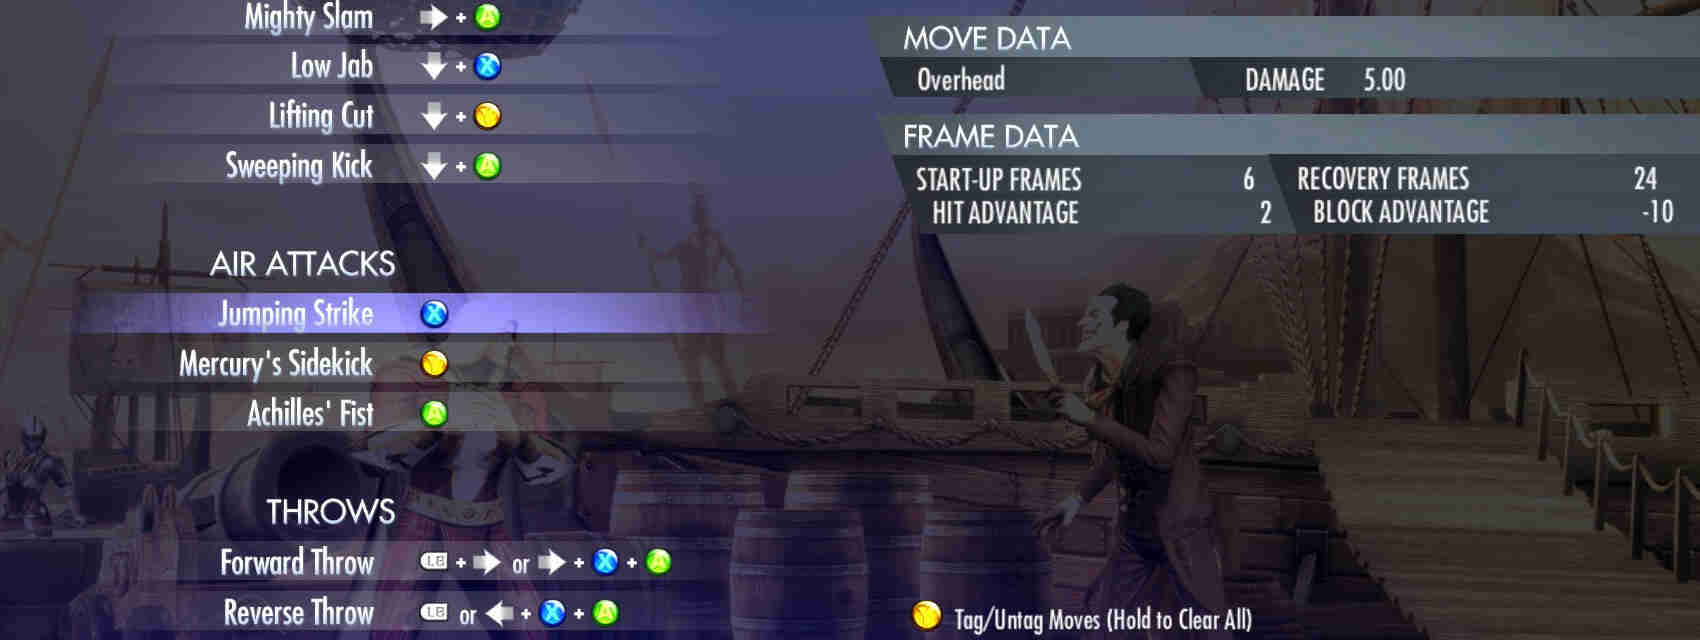 Mighty Slam + A
Low Jab + X
Lifting Cut + Y
Sweeping Kick + A
AIR ATTACKS
Jumping Strike X
Mercury's Sidekick Y
Achilles' Fist A
THROWS
Forward Throw LB + or + X + A
Reverse Throw LB or + X + A
MOVE DATA
Overhead DAMAGE 5.00
FRAME DATA
START-UP FRAMES 6 RECOVERY FRAMES 24
HIT ADVANTAGE 2 BLOCK ADVANTAGE -10
Y Tag/Untag Moves (Hold to Clear All)